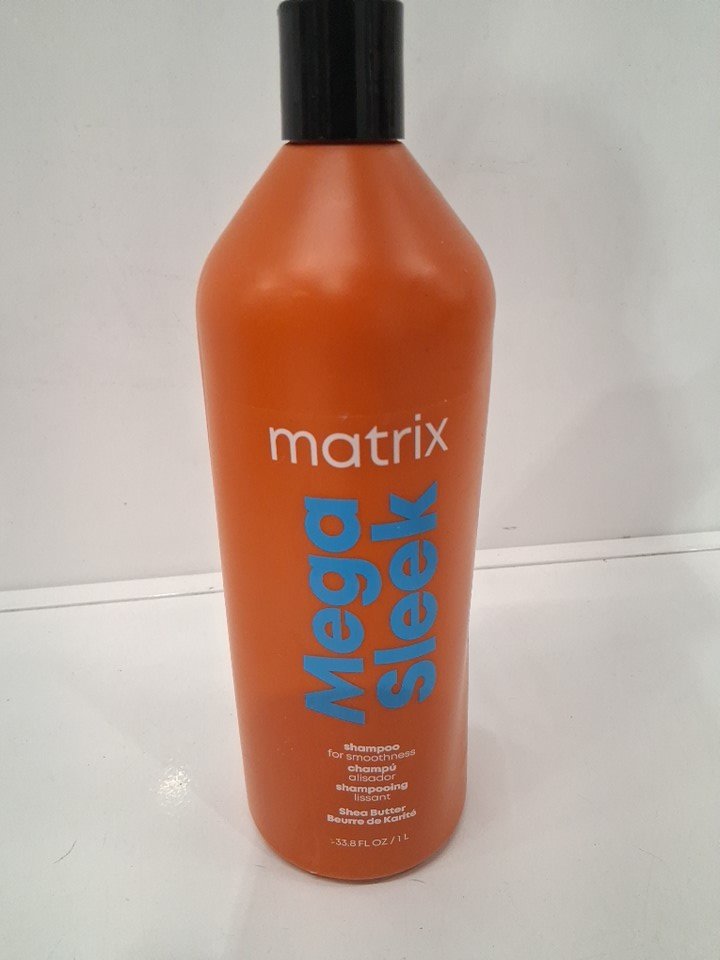 matrix
Mega
Sleek
shampoo
for smoothness
champú
alisador
shampooing
lissant
Shea Butter
Beurre de Karité
33.8 FL OZ / 1 L